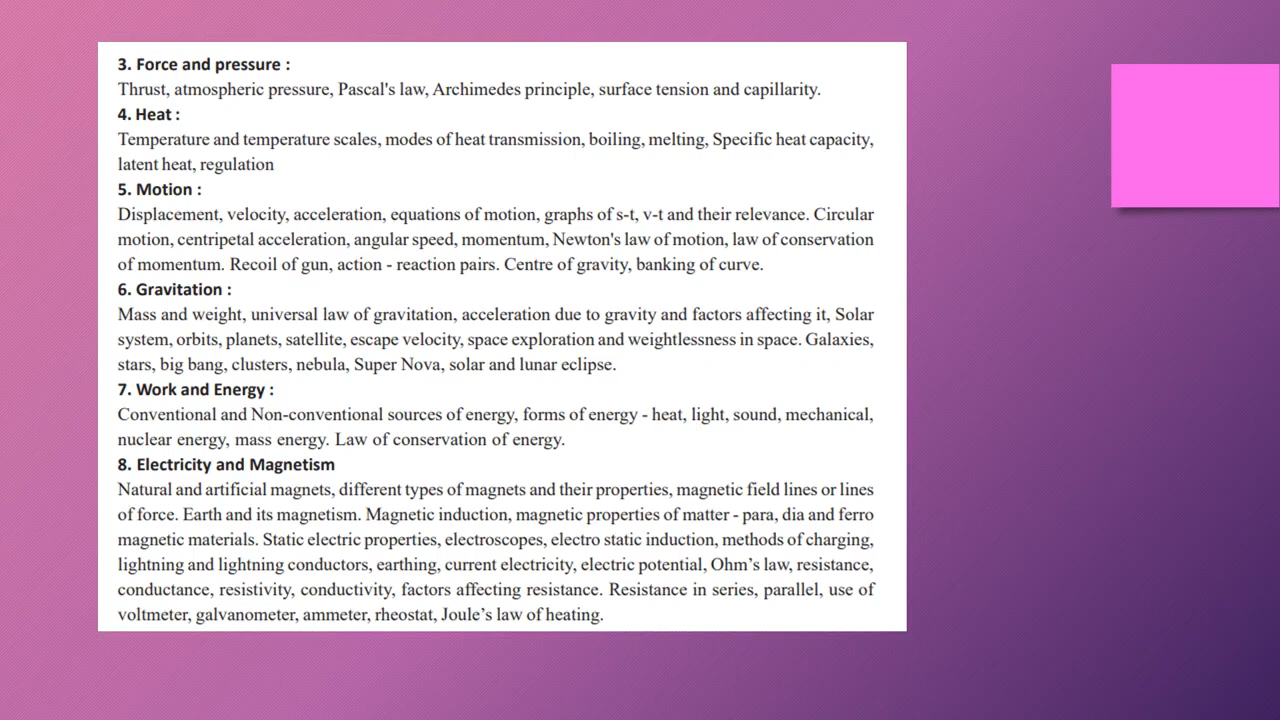 3. Force and pressure :
Thrust, atmospheric pressure, Pascal's law, Archimedes principle, surface tension and capillarity.
4. Heat :
Temperature and temperature scales, modes of heat transmission, boiling, melting, Specific heat capacity,
latent heat, regulation
5. Motion :
Displacement, velocity, acceleration, equations of motion, graphs of s-t, v-t and their relevance. Circular
motion, centripetal acceleration, angular speed, momentum, Newton's law of motion, law of conservation
of momentum. Recoil of gun, action - reaction pairs. Centre of gravity, banking of curve.
6. Gravitation :
Mass and weight, universal law of gravitation, acceleration due to gravity and factors affecting it, Solar
system, orbits, planets, satellite, escape velocity, space exploration and weightlessness in space. Galaxies,
stars, big bang, clusters, nebula, Super Nova, solar and lunar eclipse.
7. Work and Energy :
Conventional and Non-conventional sources of energy, forms of energy - heat, light, sound, mechanical,
nuclear energy, mass energy. Law of conservation of energy.
8. Electricity and Magnetism
Natural and artificial magnets, different types of magnets and their properties, magnetic field lines or lines
of force. Earth and its magnetism. Magnetic induction, magnetic properties of matter - para, dia and ferro
magnetic materials. Static electric properties, electroscopes, electro static induction, methods of charging,
lightning and lightning conductors, earthing, current electricity, electric potential, Ohm’s law, resistance,
conductance, resistivity, conductivity, factors affecting resistance. Resistance in series, parallel, use of
voltmeter, galvanometer, ammeter, rheostat, Joule’s law of heating.